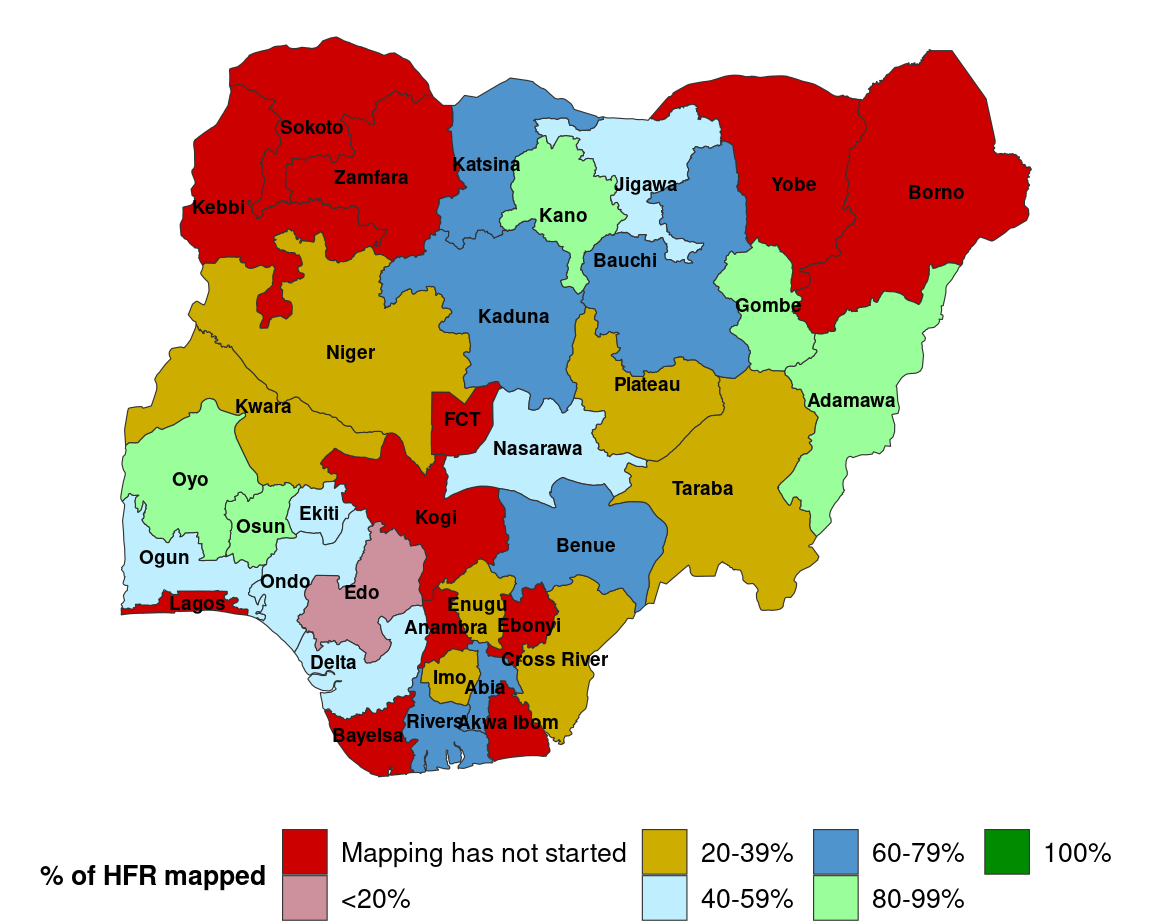 Sokoto
Katsina
Zamfara
Jigawa
Yobe
Borno
Kebbi
Kano
Bauchi
Gombe
Kaduna
Niger
Plateau
Adamawa
Kwara
FCT
Nasarawa
Oyo
Taraba
Ekiti
Kogi
Osun
Benue
Ogun
Ondo
Edo
Lagos
Enugu
Anambra
Ebonyi
Delta
Cross River
Imo
Abia
Rivers
Akwa Ibom
Bayelsa
% of HFR mapped
Mapping has not started
<20%
20-39%
40-59%
60-79%
80-99%
100%